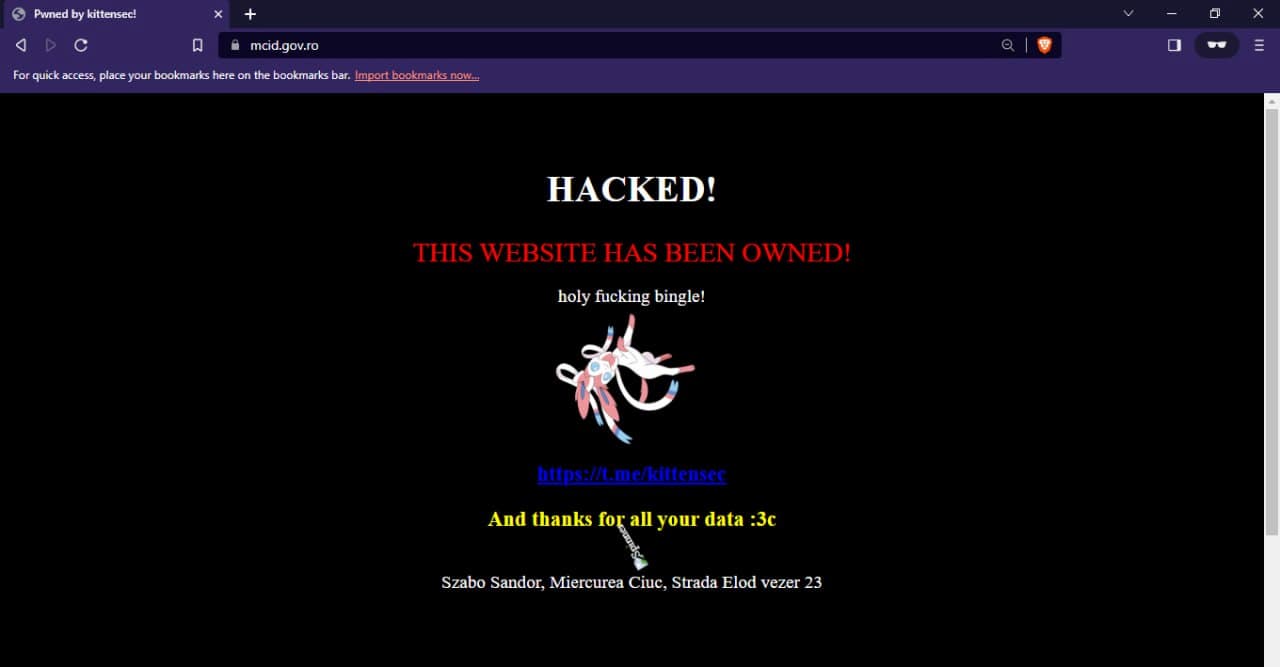 Pwned by kittensec!
mcid.gov.ro
For quick access, place your bookmarks here on the bookmarks bar. Import bookmarks now...
HACKED!
THIS WEBSITE HAS BEEN OWNED!
holy fucking bingle!
https://t.me/kittensec
And thanks for all your data :3c
Szabo Sandor, Miercurea Ciuc, Strada Elod vezer 23